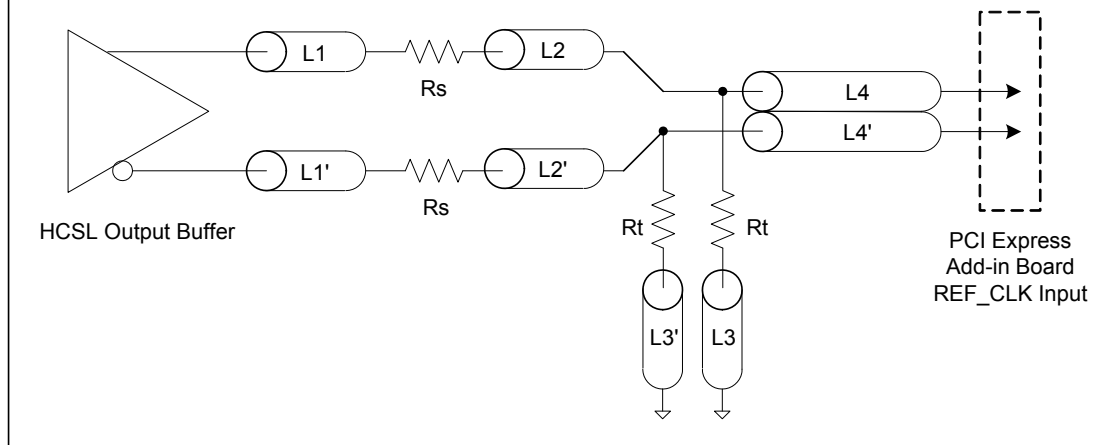 L1
Rs
L2
L4
L4'
L1'
Rs
L2'
HCSL Output Buffer
Rt
Rt
L3'
L3
PCI Express
Add-in Board
REF_CLK Input